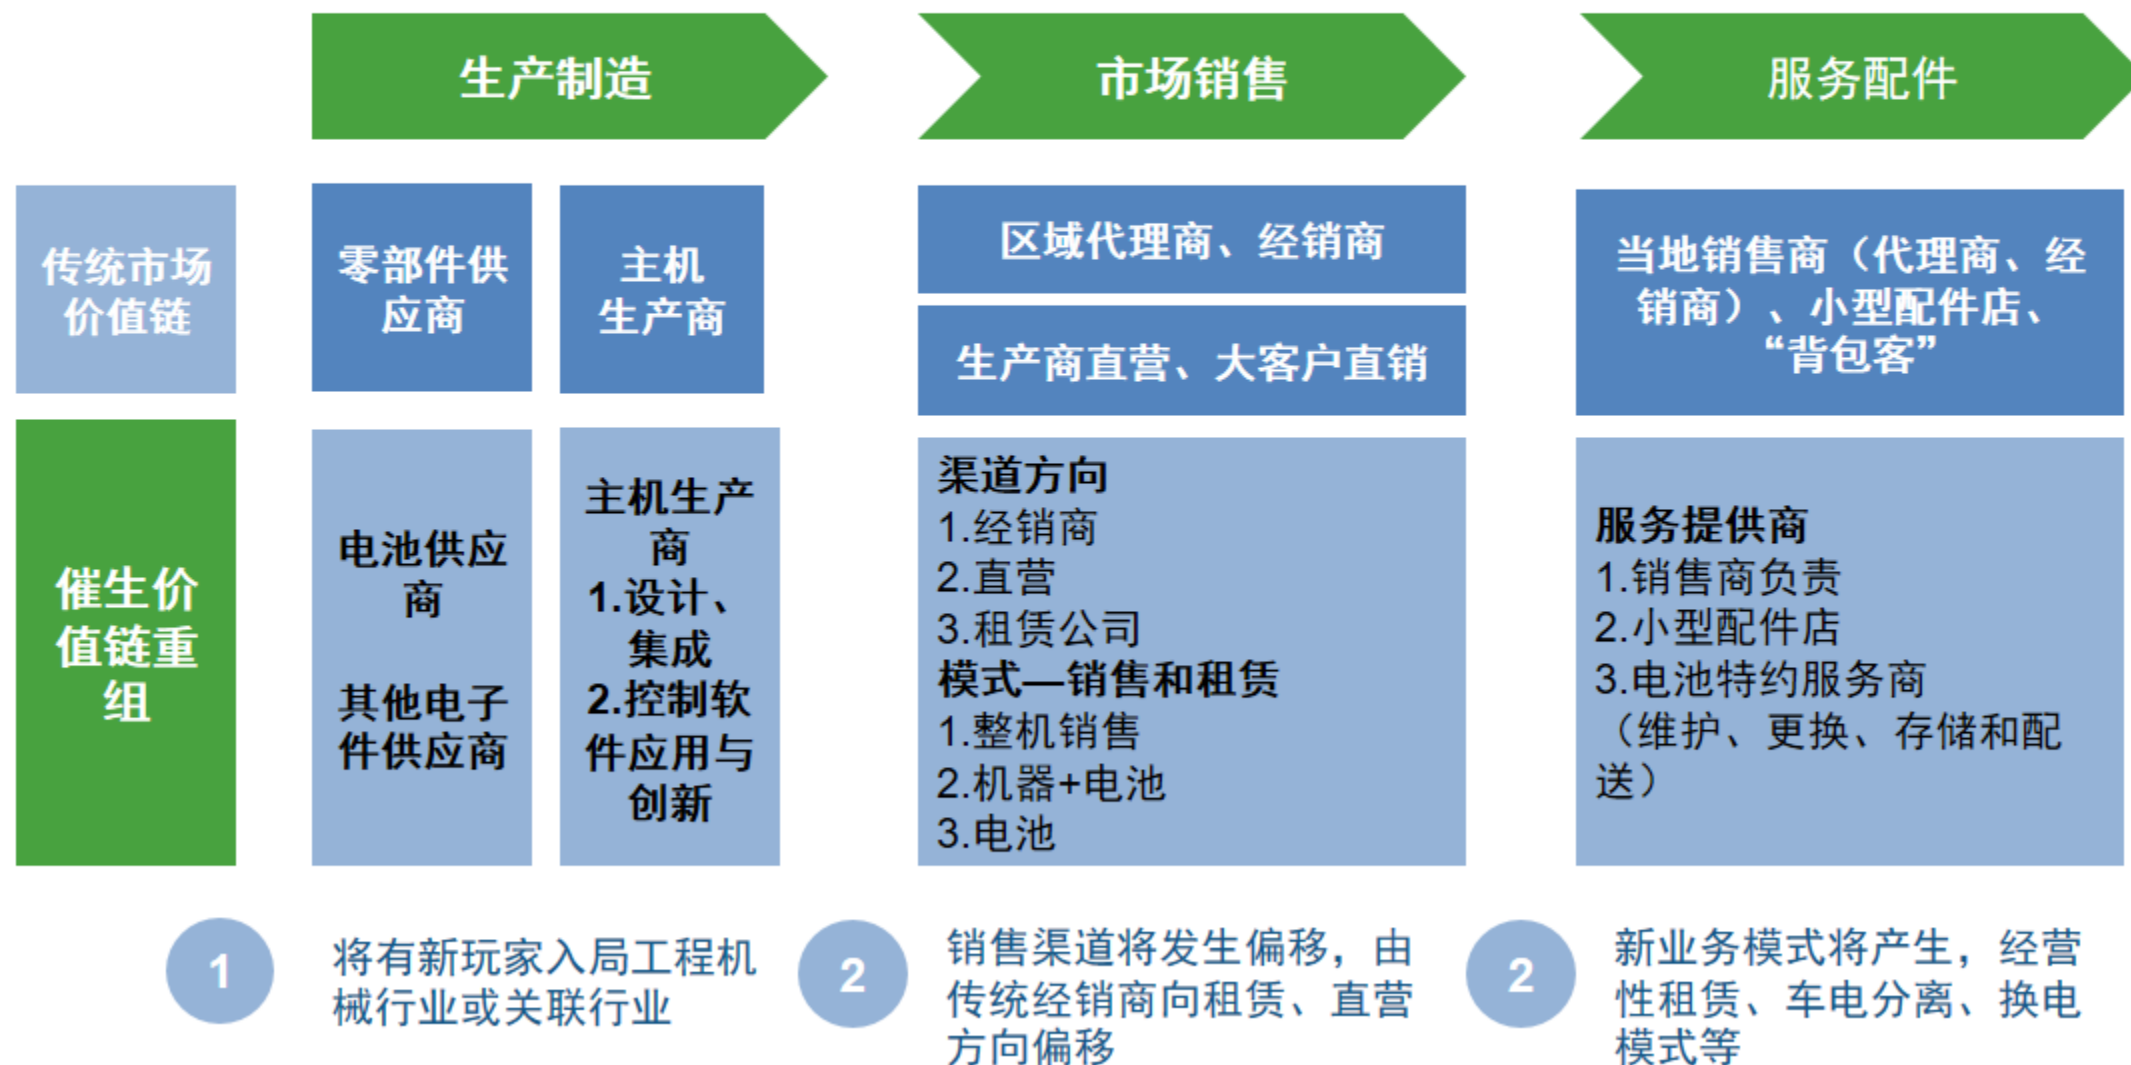 生产制造
市场销售
服务配件
传统市场
价值链
零部件供
应商
主机
生产商
区域代理商、经销商
生产商直营、大客户直销
当地销售商（代理商、经
销商）、小型配件店、
“背包客”
催生价
值链重
组
电池供应
商
其他电子
件供应商
主机生产
商
1.设计、
集成
2.控制软
件应用与
创新
渠道方向
1.经销商
2.直营
3.租赁公司
模式—销售和租赁
1.整机销售
2.机器+电池
3.电池
服务提供商
1.销售商负责
2.小型配件店
3.电池特约服务商
（维护、更换、存储和配
送）
1
将有新玩家入局工程机
械行业或关联行业
2
销售渠道将发生偏移，由
传统经销商向租赁、直营
方向偏移
2
新业务模式将产生，经营
性租赁、车电分离、换电
模式等